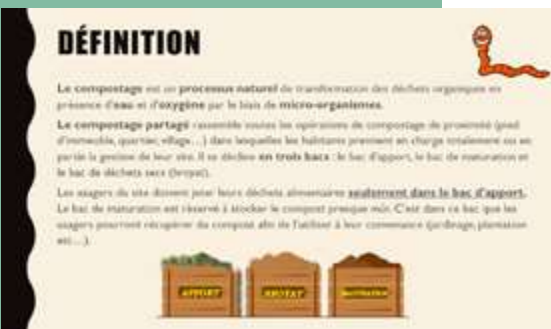 DÉFINITION
Le compostage est un processus naturel de transformation des déchets organiques en
présence d'eau et d'oxygène par le biais de micro-organismes.
Le compostage partagé rassemble toutes les opérations de compostage de proximité (pied
d'immeuble, quartier, village…) dans lesquelles les habitants prennent en charge totalement ou en
partie la gestion de leur site. Il se décline en trois bacs : le bac d'apport, le bac de maturation et
le bac de déchets secs (broyat).
Les usagers du site doivent jeter leurs déchets alimentaires seulement dans le bac d'apport.
Le bac de maturation est réservé à stocker le compost presque mûr. C'est dans ce bac que les
usagers pourront récupérer du compost afin de l'utiliser à leur convenance (jardinage, plantation
etc…).
APPORT
BROYAT
MATURATION